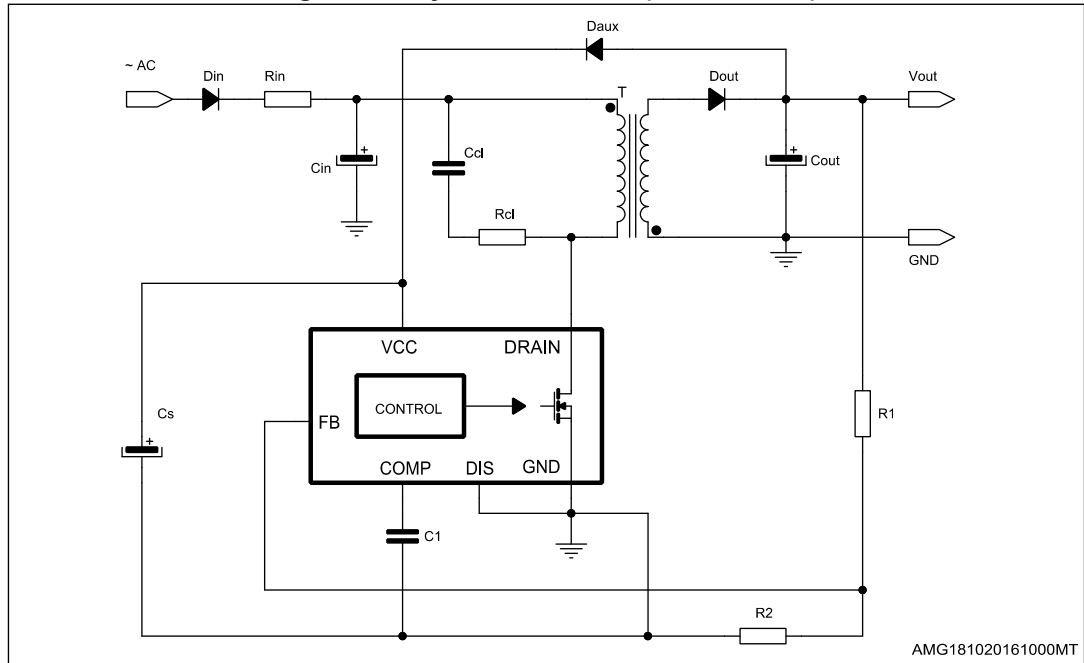 Daux
~ AC
Din
Rin
T
Dout
Vout
+
Cin
Ccl
+
Cout
Rcl
GND
VCC
DRAIN
Cs
+
FB
CONTROL
R1
COMP
DIS
GND
C1
R2
AMG181020161000MT